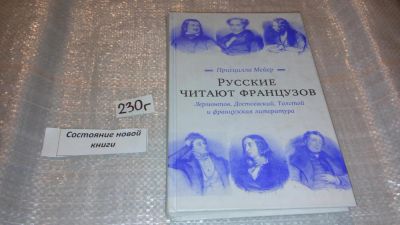 Присцилла Мейер
РУССКИЕ
ЧИТАЮТ ФРАНЦУЗОВ
Лермонтов, Достоевский, Толстой
и французская литература
230г
Состояние новой
книги